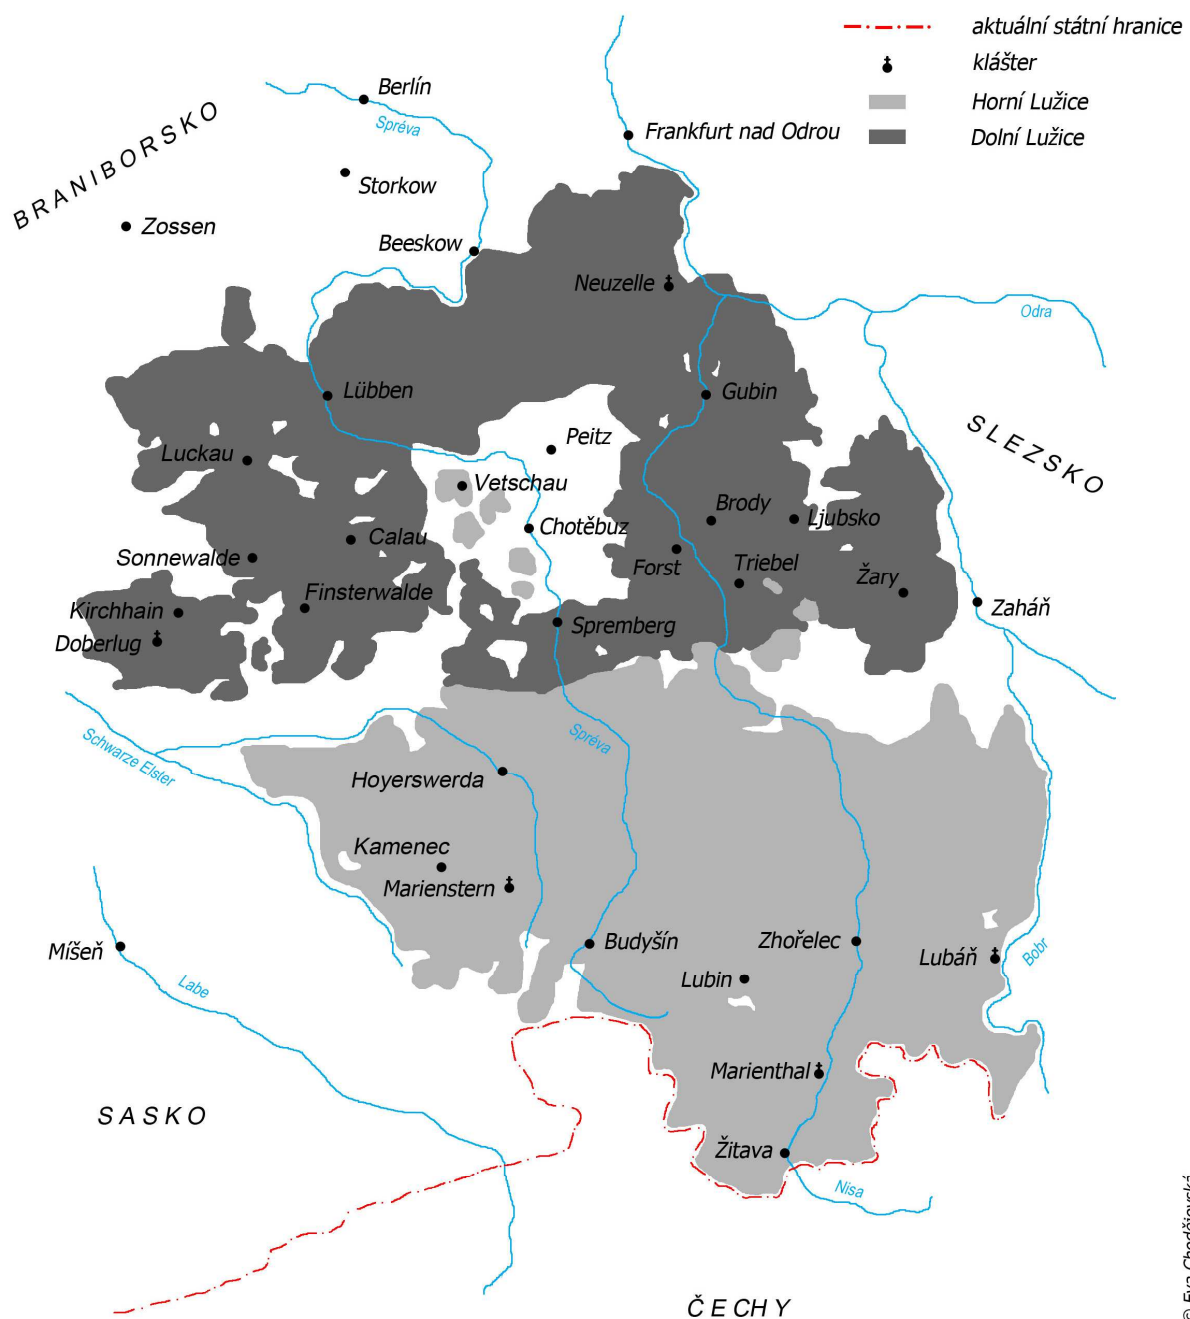 aktuální státní hranice
klášter
Horní Lužice
Dolní Lužice
Berlín
Spréva
Frankfurt nad Odrou
BRANIBORSKO
Storkow
Zossen
Beeskow
Neuzelle
Odra
Lübben
Gubin
SLEZSKO
Peitz
Luckau
Vetschau
Brody
Ljubsko
Chotěbuz
Calau
Sonnewalde
Forst
Triebel
Žary
Finsterwalde
Kirchhain
Zaháň
Spremberg
Doberlug
Schwarze Elster
Spréva
Hoyerswerda
Kamenec
Marienstern
Míšeň
Budyšín
Zhořelec
Lubáň
Bobr
Lubin
Labe
Marienthal
SASKO
Žitava
Nisa
ČECHY
© Eva Chodějovská